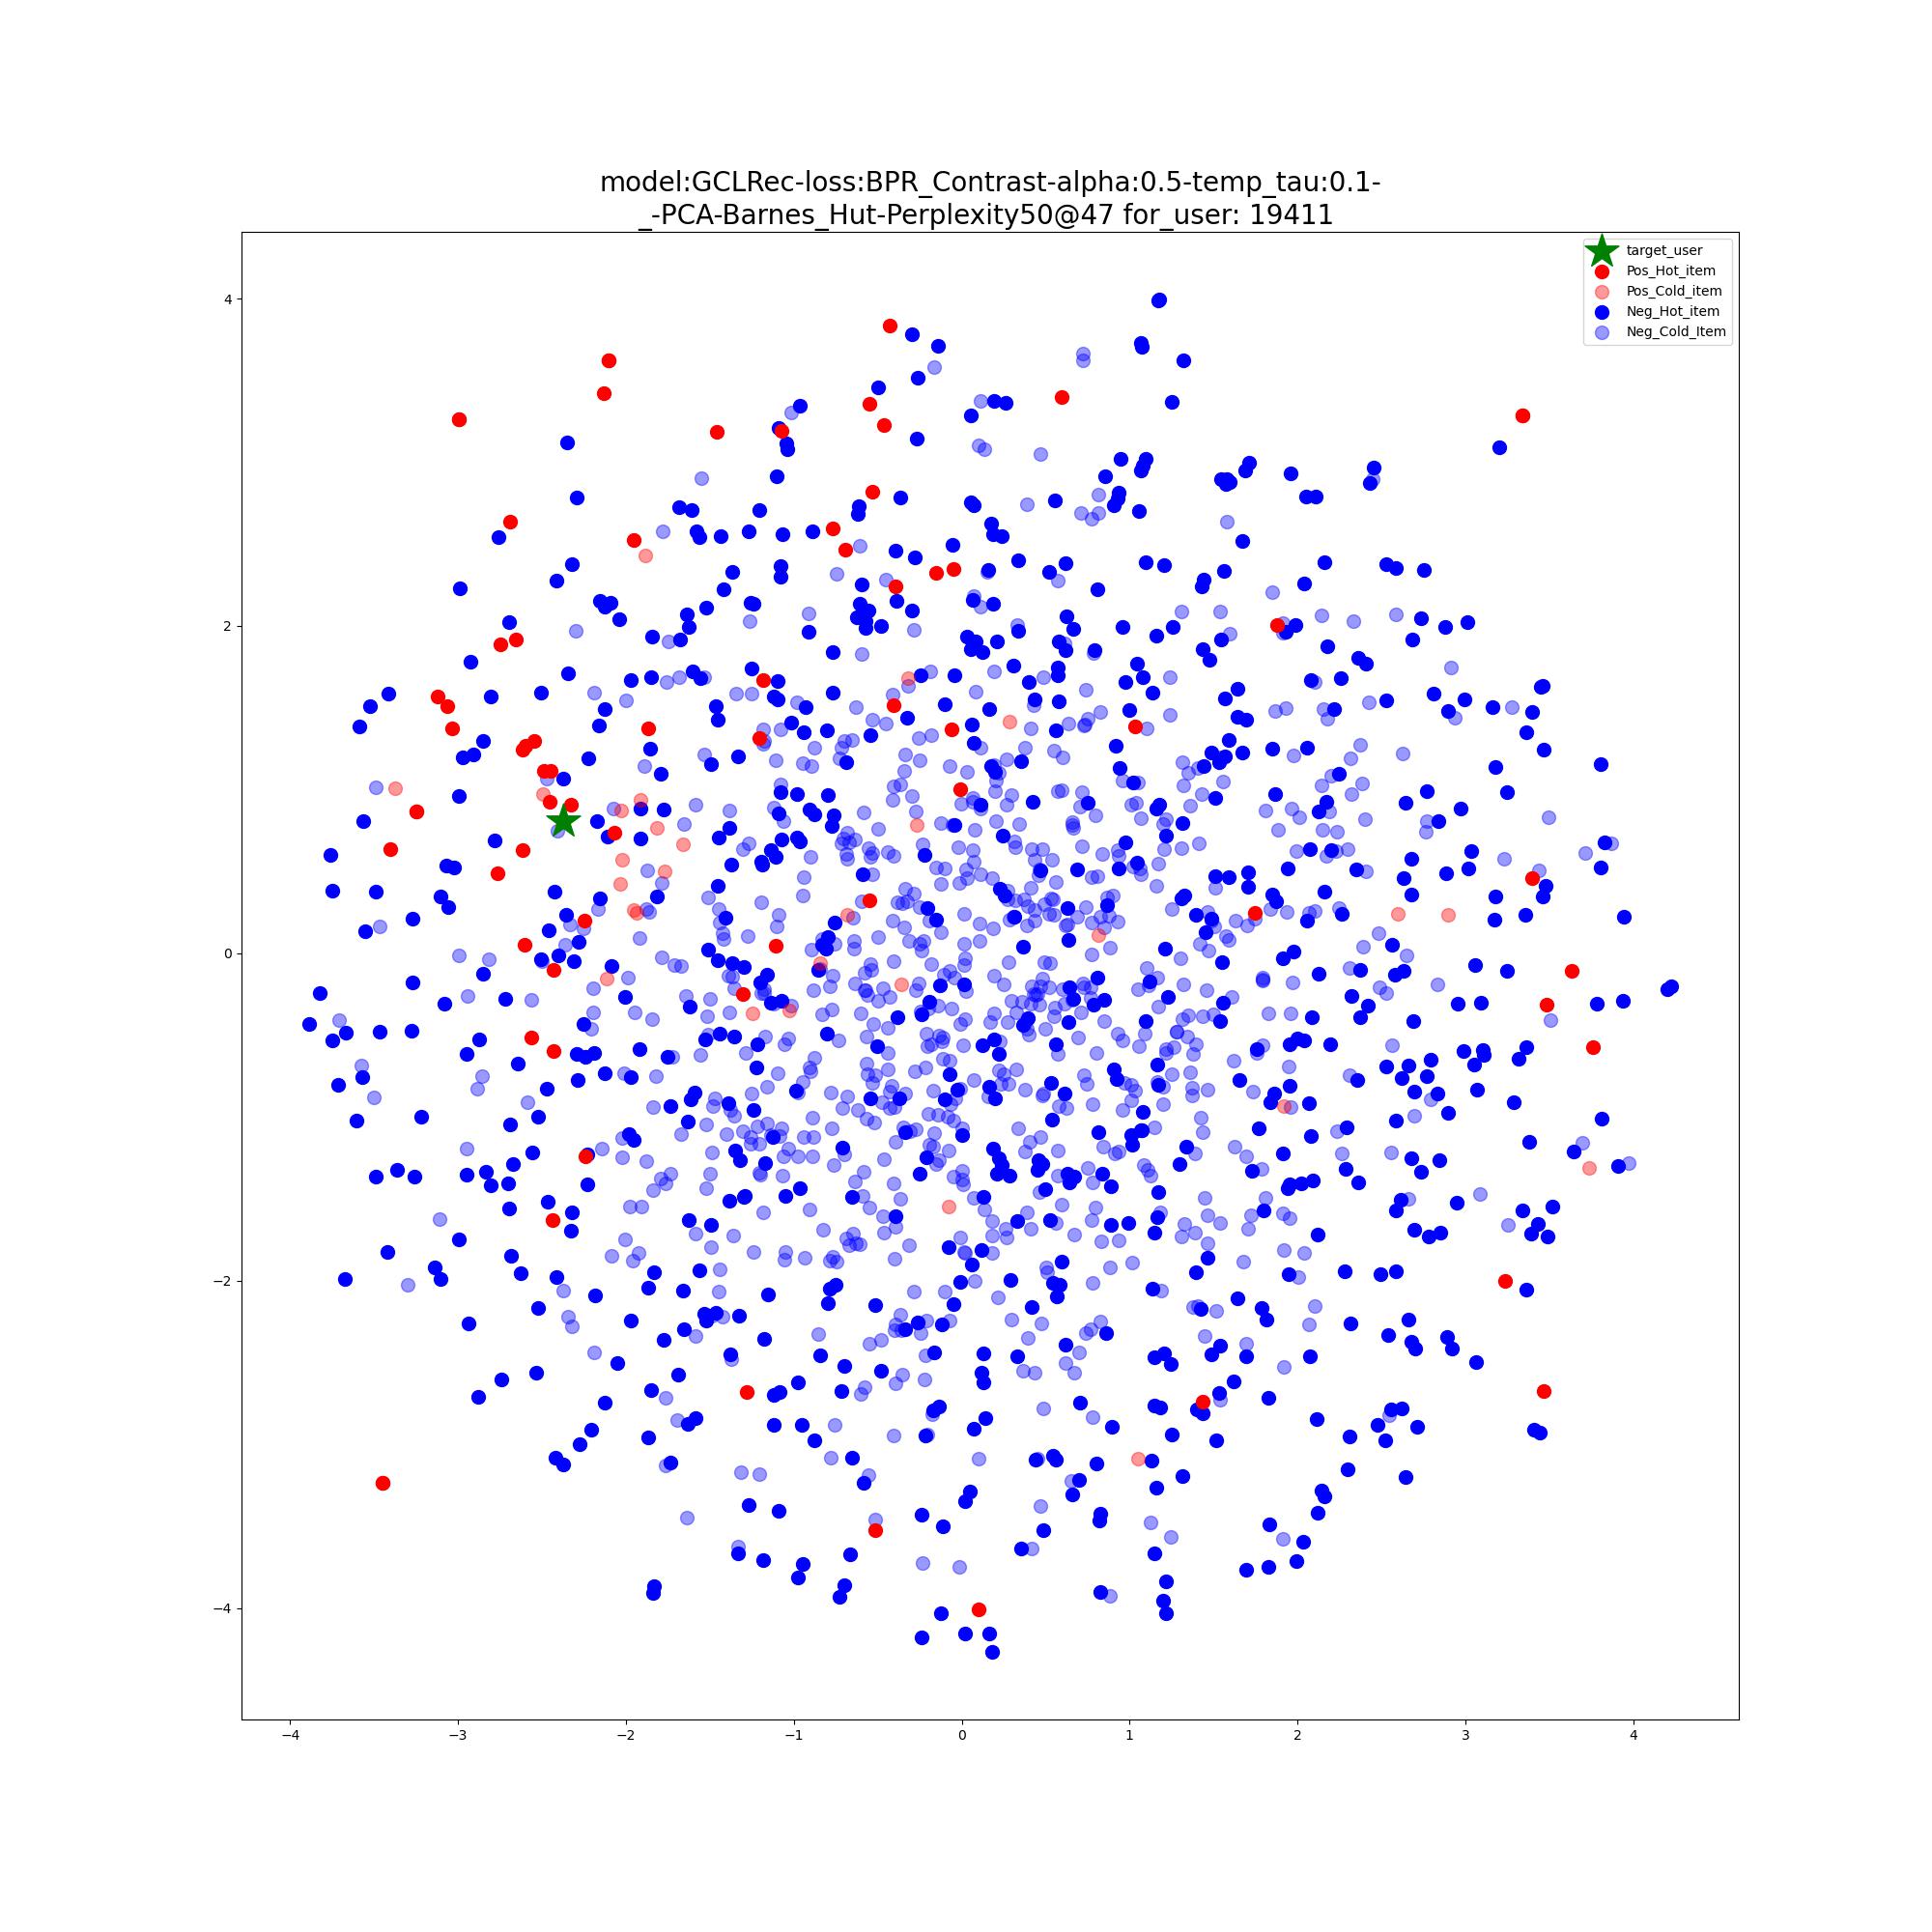 model:GCLRec-loss:BPR_Contrast-alpha:0.5-temp_tau:0.1-
_-PCA-Barnes_Hut-Perplexity50@47 for_user: 19411
target_user
Pos_Hot_item
Pos_Cold_item
Neg_Hot_item
Neg_Cold_Item
4
2
0
−2
−4
−4
−3
−2
−1
0
1
2
3
4